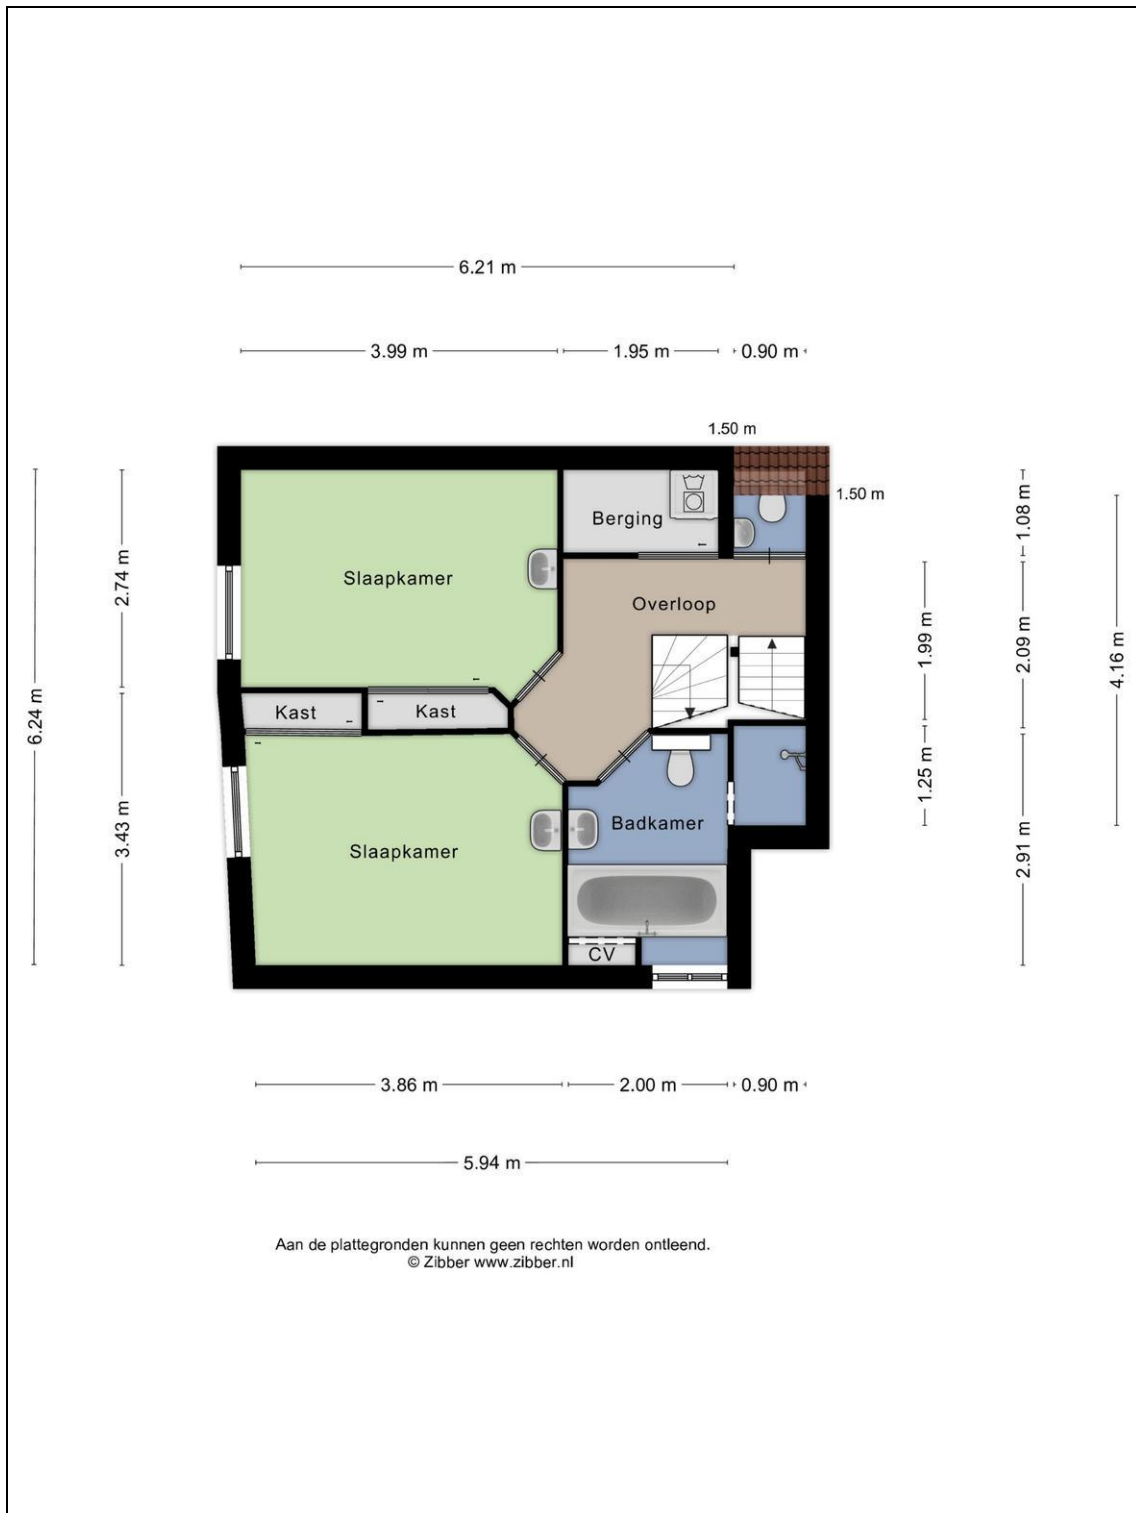 6.21 m
3.99 m
1.95 m
0.90 m
1.50 m
1.50 m
Berging
Slaapkamer
Overloop
Kast
Kast
Badkamer
Slaapkamer
CV
6.24 m
2.74 m
3.43 m
1.99 m
1.25 m
1.08 m
2.09 m
2.91 m
4.16 m
3.86 m
2.00 m
0.90 m
5.94 m
Aan de plattegronden kunnen geen rechten worden ontleend.
© Zibber www.zibber.nl